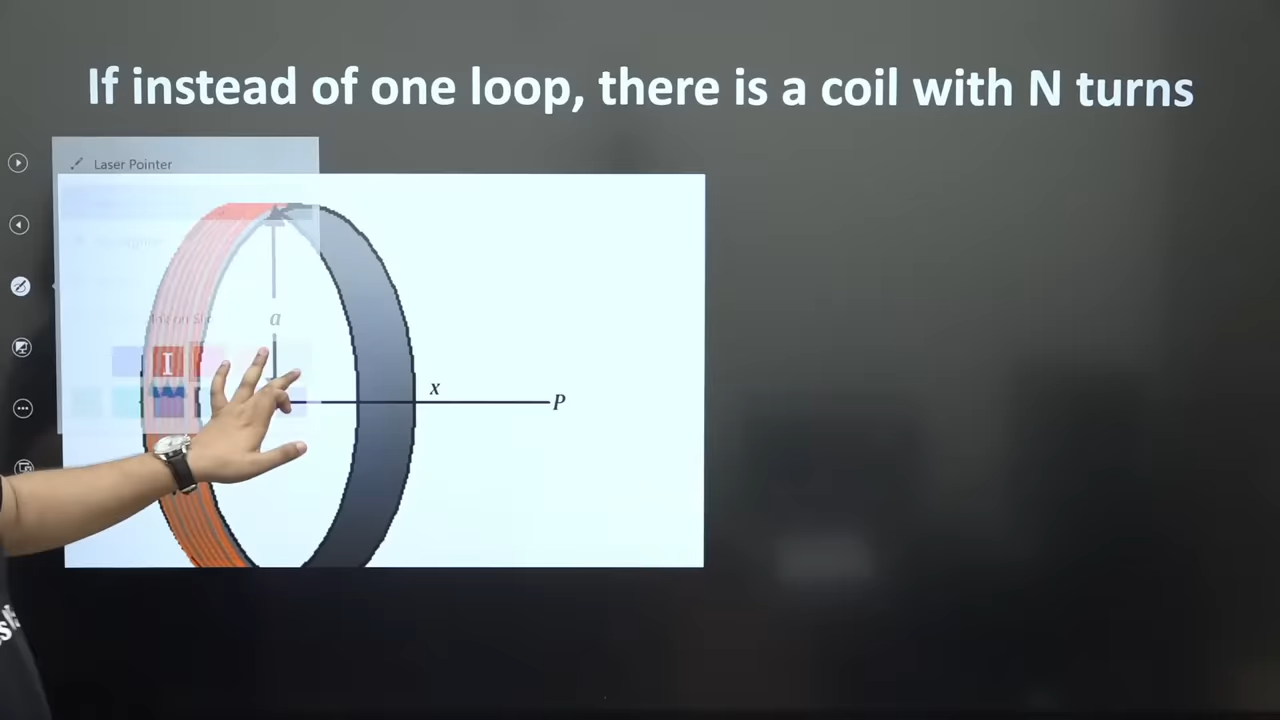 If instead of one loop, there is a coil with N turns
Laser Pointer
a
x
P